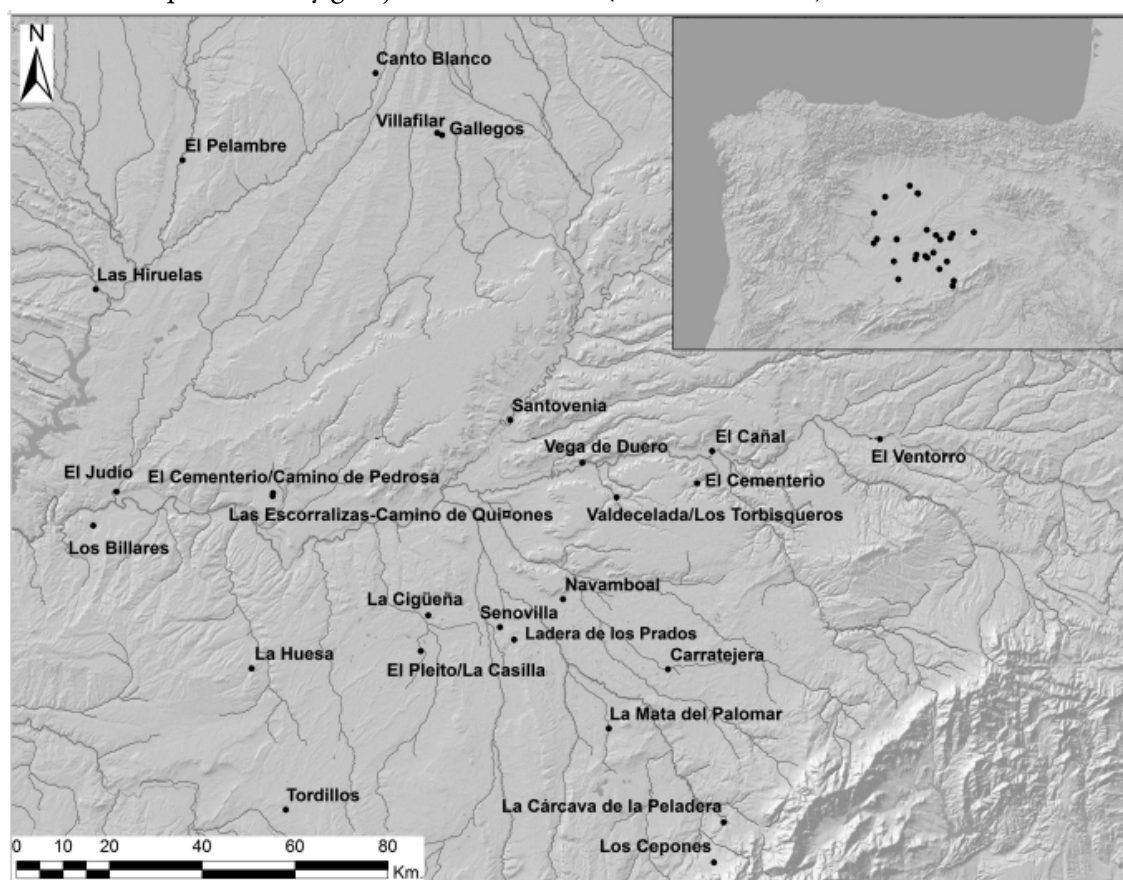 N
Canto Blanco
Villafilar
Gallegos
El Pelambre
Las Hiruelas
Santovenia
El Cañal
Vega de Duero
El Ventorro
El Judío
El Cementerio/Camino de Pedrosa
El Cementerio
Las Escorralizas-Camino de Qui¤ones
Valdecelada/Los Torbisqueros
Los Billares
Navamboal
La Cigüeña
Senovilla
Ladera de los Prados
La Huesa
El Pleito/La Casilla
Carratejera
La Mata del Palomar
Tordillos
La Cárcava de la Peladera
0 10 20 40 60 80
Km.
Los Cepones